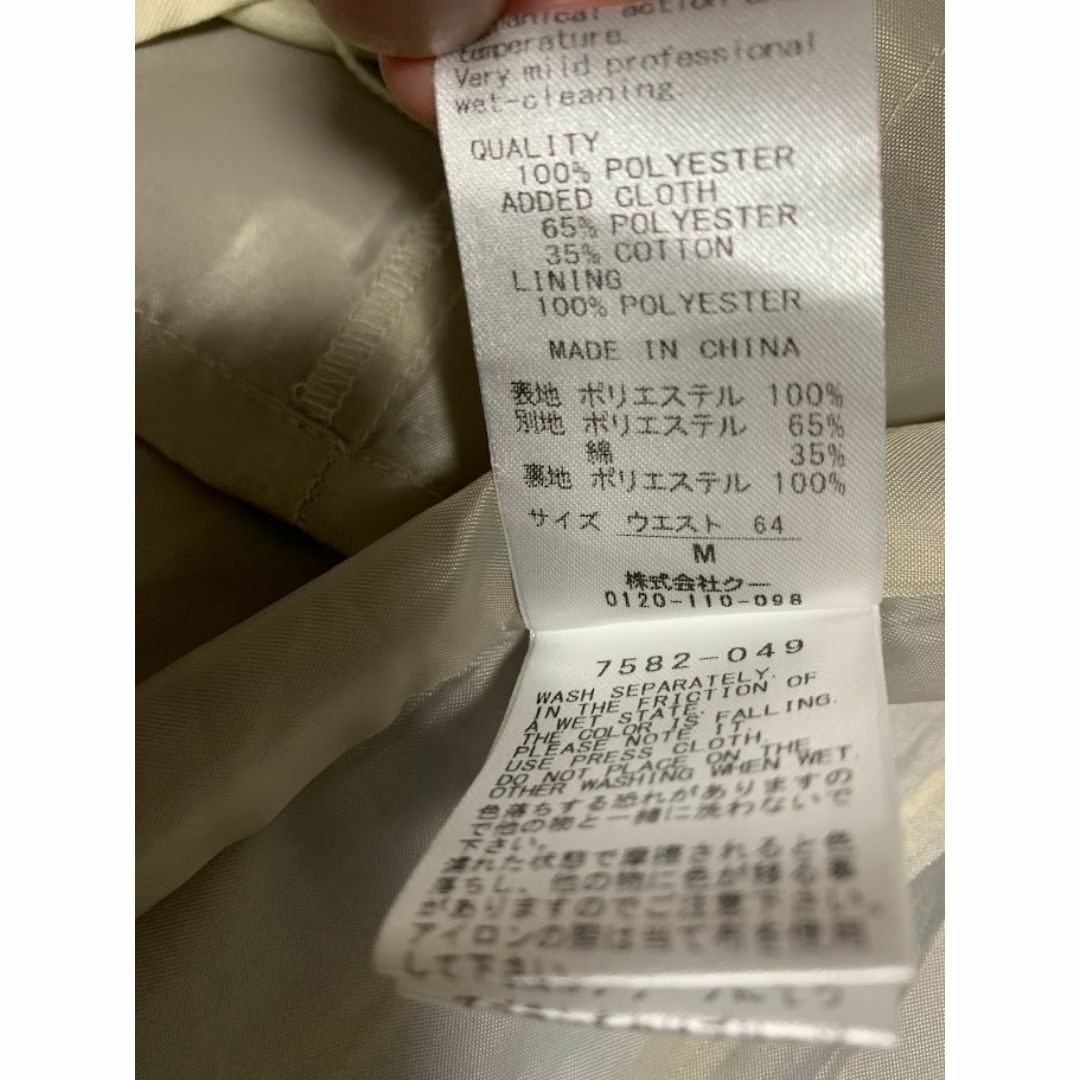 action
temperature.
Very mild professional
wet-cleaning.
QUALITY
100% POLYESTER
ADDED CLOTH
65% POLYESTER
35% COTTON
LINING
100% POLYESTER
MADE IN CHINA
表地 ポリエステル 100%
別地 ポリエステル 65%
綿 35%
裏地 ポリエステル 100%
サイズ ウエスト 64
M
株式会社クー
0120-110-098
7582-049
WASH SEPARATELY.
IN THE FRICTION OF
A WET STATE.
THE COLOR IS FALLING.
PLEASE NOTE IT.
USE PRESS CLOTH.
DO NOT PLACE ON THE
OTHER WASHING WHEN WET.
色落ちする恐れがありますの
で他の物と一緒に洗わないで
下さい。
濡れた状態で摩擦されると色
落ちし、他の物に色が移る事
がありますのでご注意下さい。
アイロンの際は当て布を使用
して下さい。